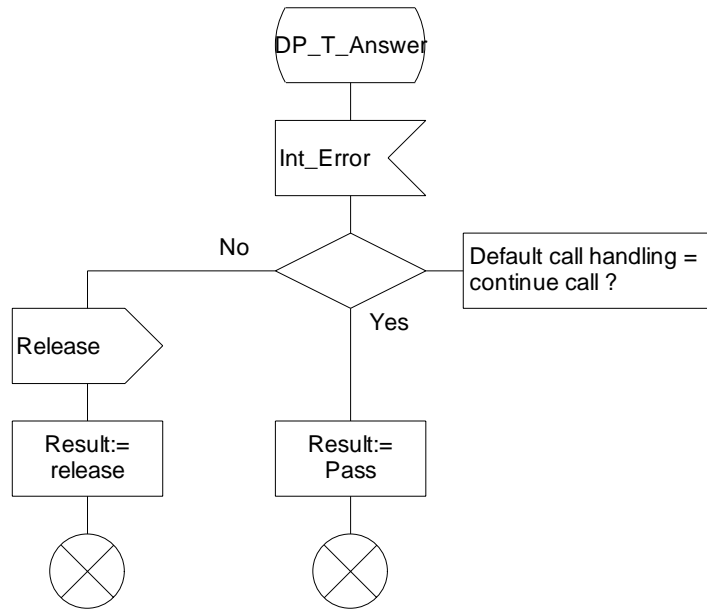 DP_T_Answer
Int_Error
No
Default call handling =
continue call ?
Yes
Release
Result:=
release
Result:=
Pass